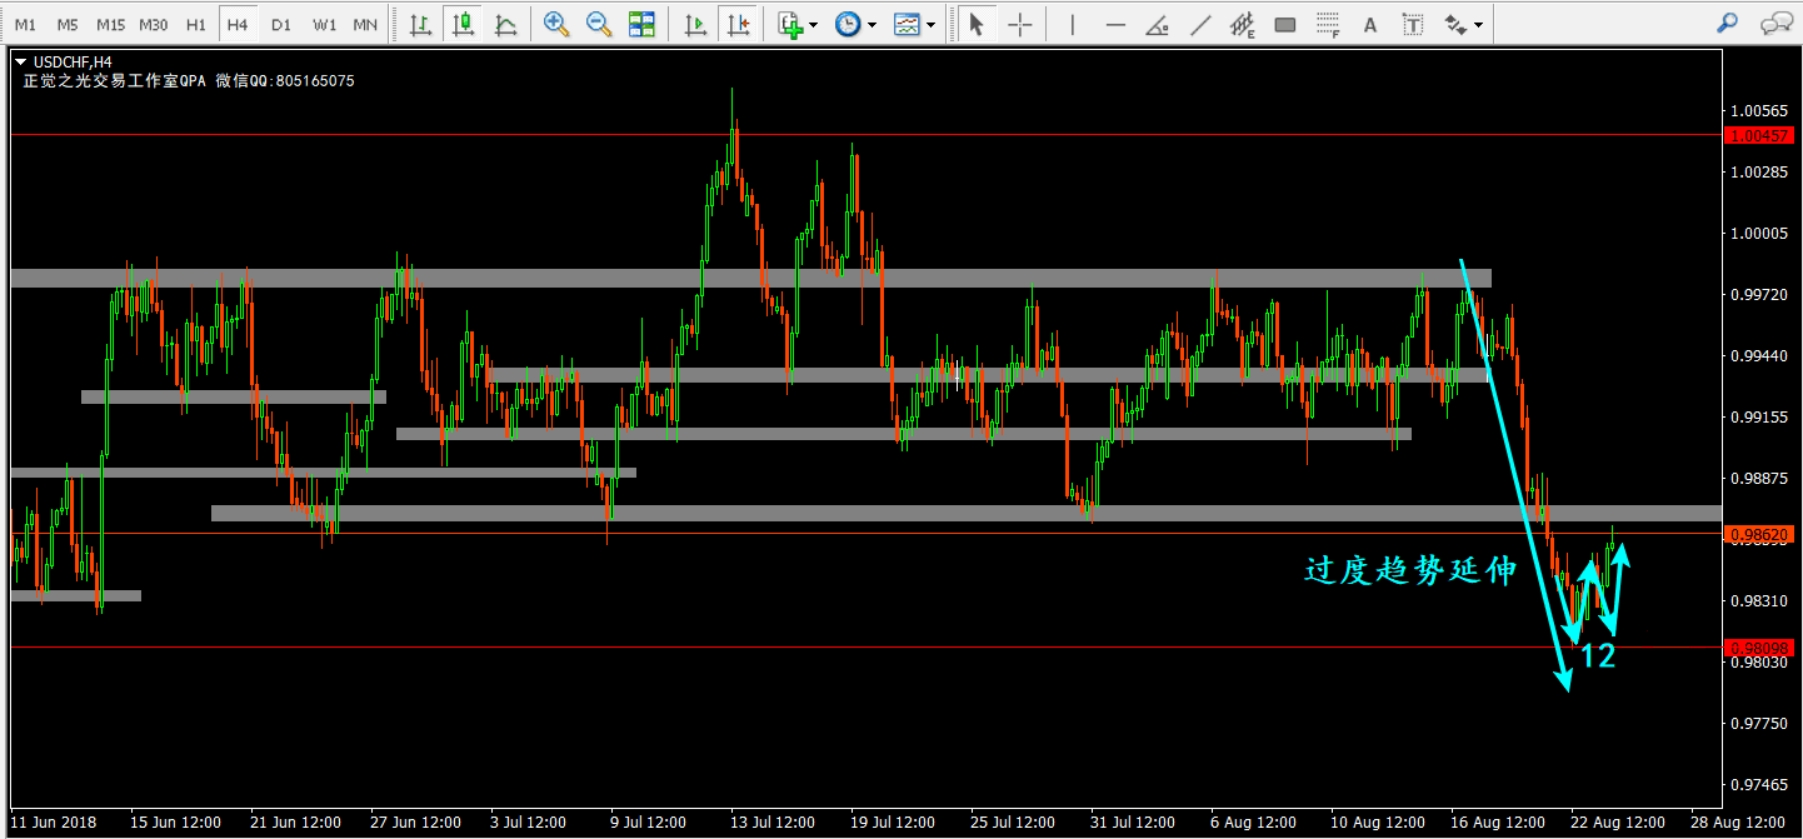 M1 M5 M15 M30 H1 H4 D1 W1 MN
E F A T
USDCHF,H4
正觉之光交易工作室QPA 微信QQ:805165075
1.00565
1.00457
1.00285
1.00005
0.99720
0.99440
0.99155
0.98875
0.98620
过度趋势延伸
0.98310
12
0.98098
0.98030
0.97750
0.97465
11 Jun 2018 15 Jun 12:00 21 Jun 12:00 27 Jun 12:00 3 Jul 12:00 9 Jul 12:00 13 Jul 12:00 19 Jul 12:00 25 Jul 12:00 31 Jul 12:00 6 Aug 12:00 10 Aug 12:00 16 Aug 12:00 22 Aug 12:00 28 Aug 12:00